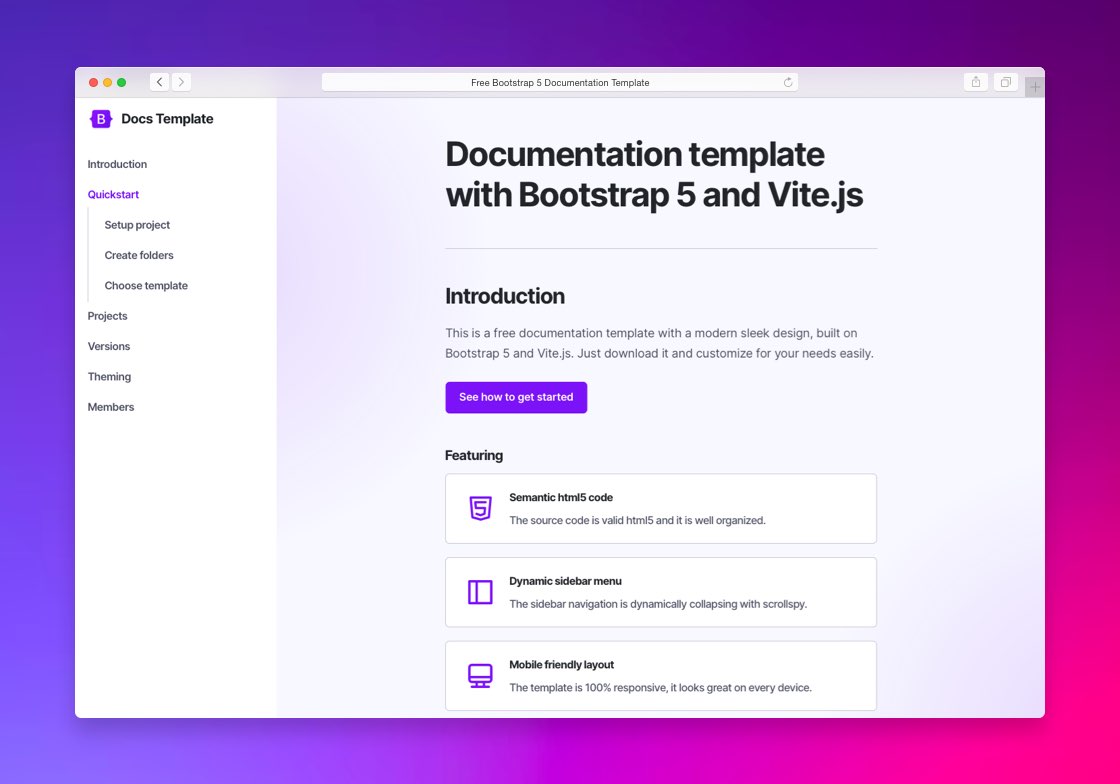 Free Bootstrap 5 Documentation Template
B Docs Template
Introduction
Quickstart
Setup project
Create folders
Choose template
Projects
Versions
Theming
Members
Documentation template
with Bootstrap 5 and Vite.js
Introduction
This is a free documentation template with a modern sleek design, built on
Bootstrap 5 and Vite.js. Just download it and customize for your needs easily.
See how to get started
Featuring
5
Semantic html5 code
The source code is valid html5 and it is well organized.
Dynamic sidebar menu
The sidebar navigation is dynamically collapsing with scrollspy.
Mobile friendly layout
The template is 100% responsive, it looks great on every device.